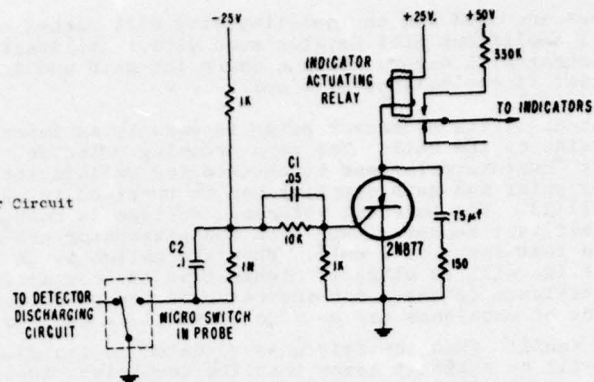 -25V
+25V
+50V
INDICATOR
ACTUATING
RELAY
330K
1K
TO INDICATORS
C1
.05
r Circuit
C2
.1
10K
1K
1K
2N877
75μf
150
TO DETECTOR
DISCHARGING
CIRCUIT
MICRO SWITCH
IN PROBE